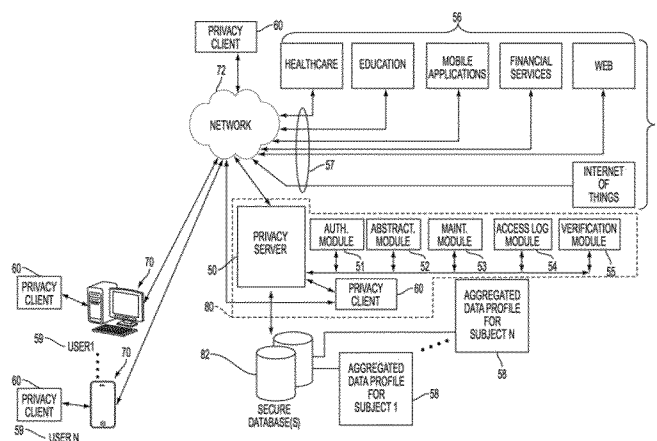 56
60
PRIVACY
CLIENT
HEALTHCARE
EDUCATION
MOBILE
APPLICATIONS
FINANCIAL
SERVICES
WEB
72
NETWORK
57
INTERNET
OF
THINGS
PRIVACY
SERVER
50
AUTH.
MODULE
ABSTRACT.
MODULE
MAINT.
MODULE
ACCESS LOG
MODULE
VERIFICATION
MODULE
51
52
53
54
55
60
PRIVACY
CLIENT
70
80
PRIVACY
CLIENT
60
59
USER 1
70
60
PRIVACY
CLIENT
59
USER N
82
SECURE
DATABASE(S)
AGGREGATED
DATA PROFILE
FOR
SUBJECT 1
58
AGGREGATED
DATA PROFILE
FOR
SUBJECT N
58